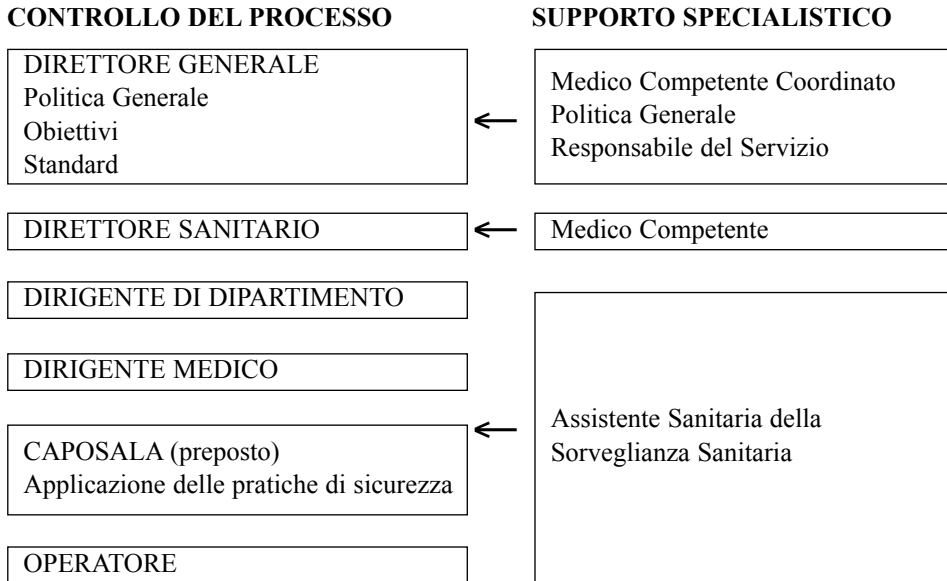 CONTROLLO DEL PROCESSO
DIRETTORE GENERALE
Politica Generale
Obiettivi
Standard
DIRETTORE SANITARIO
DIRIGENTE DI DIPARTIMENTO
DIRIGENTE MEDICO
CAPOSALA (preposto)
Applicazione delle pratiche di sicurezza
OPERATORE
SUPPORTO SPECIALISTICO
Medico Competente Coordinato
Politica Generale
Responsabile del Servizio
Medico Competente
Assistente Sanitaria della
Sorveglianza Sanitaria